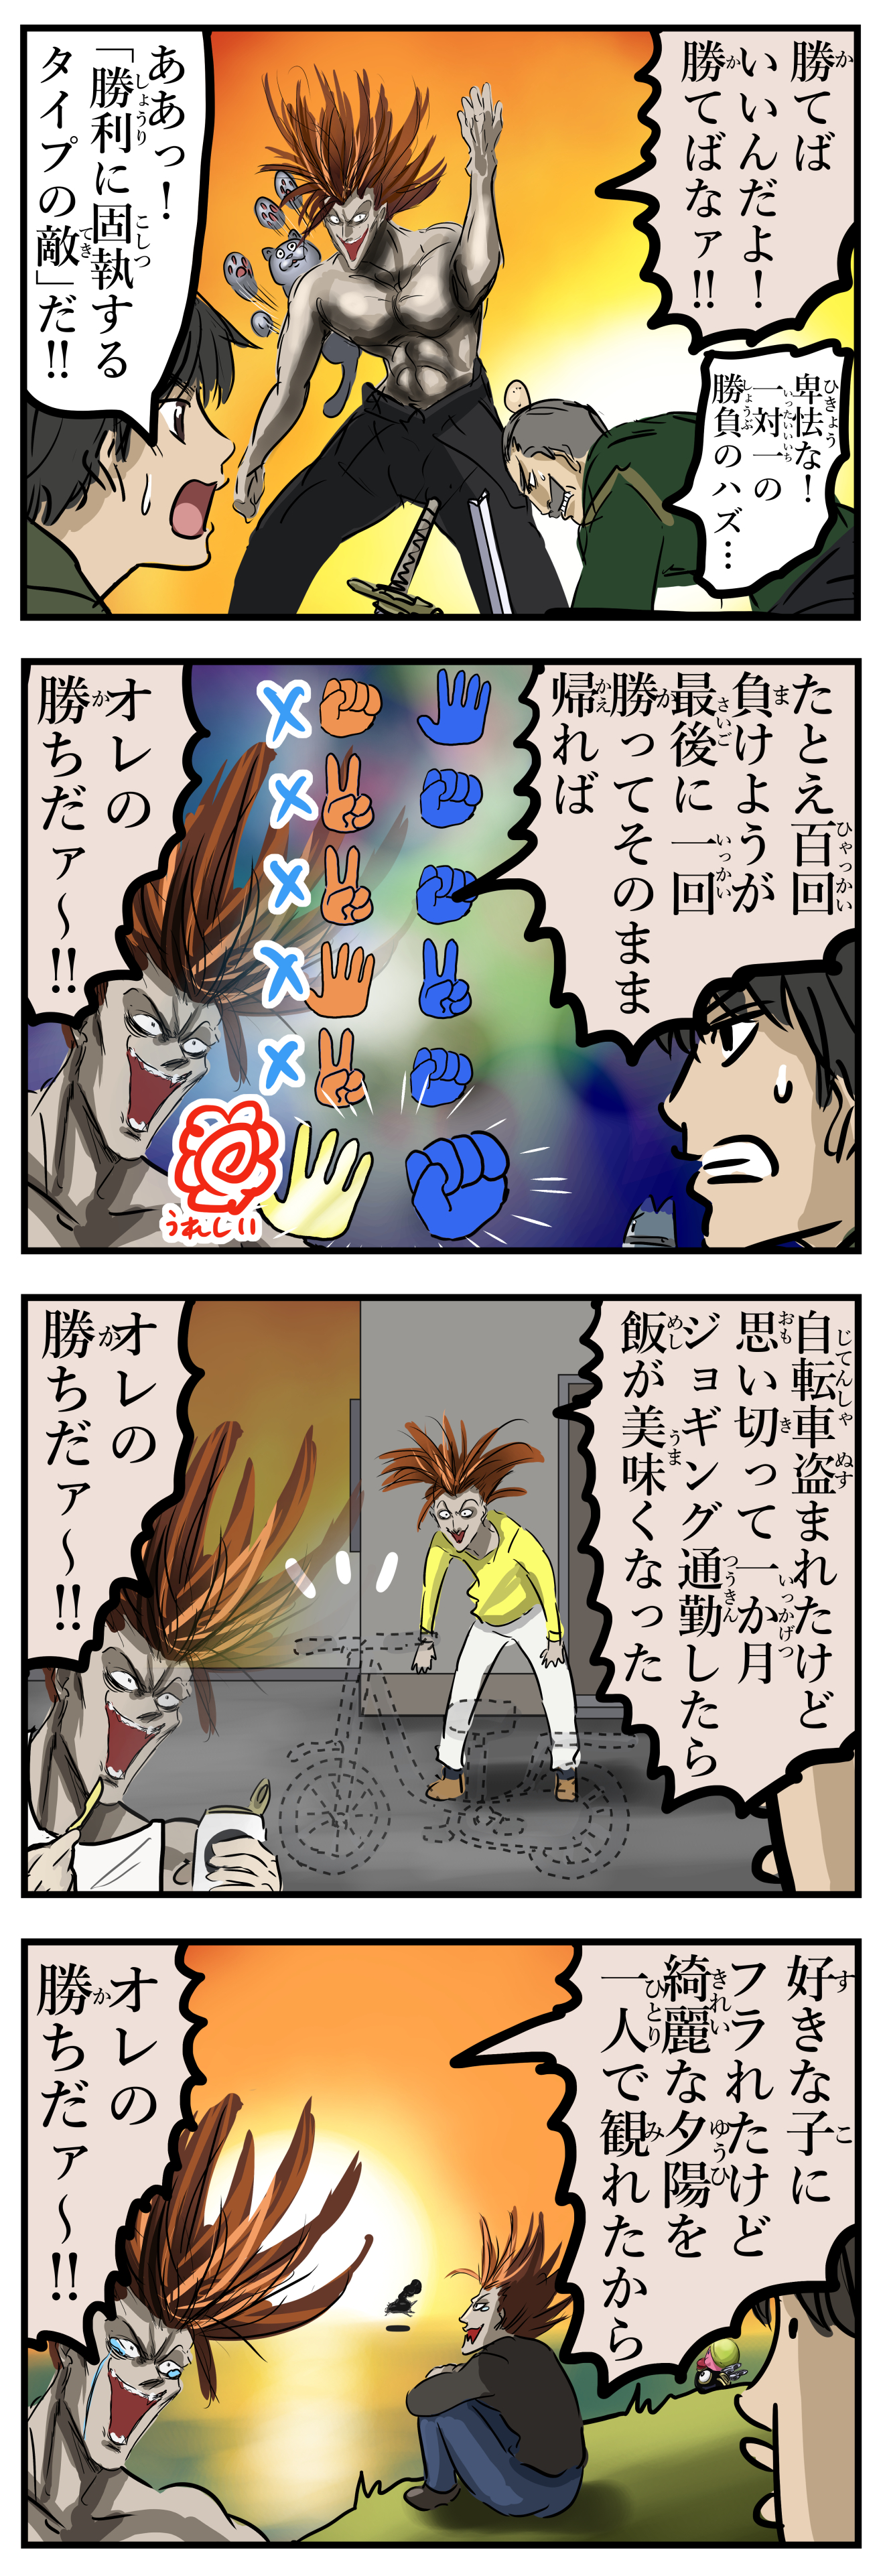 勝てば
いいんだよ!
勝てばなァ!!
卑怯な!
一対一の
勝負のハズ…
ああっ!
「勝利に固執する
タイプの敵」だ!!
たとえ百回
負けようが
最後に一回
勝ってそのまま
帰れば
うれしい
オレの
勝ちだァ～!!
自転車盗まれたけど
思い切って一か月
ジョギング通勤したら
飯が美味くなった
オレの
勝ちだァ～!!
好きな子に
フラれたけど
綺麗な夕陽を
一人で観れたから
オレの
勝ちだァ～!!